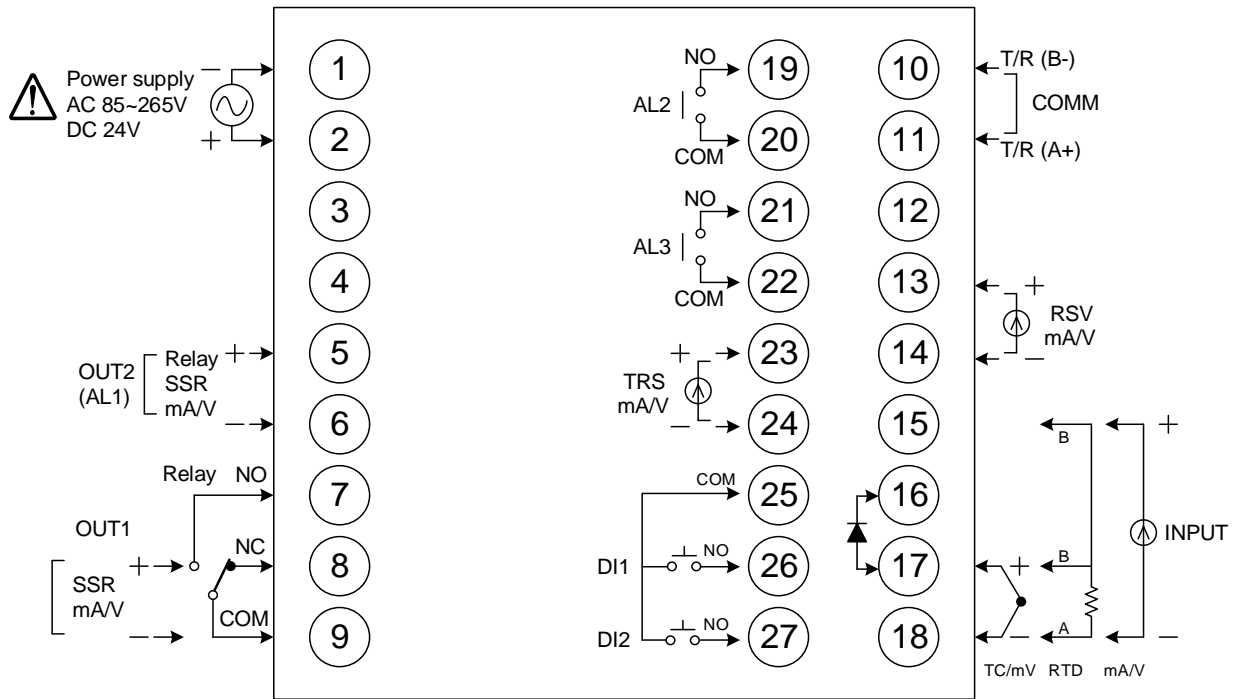 Power supply
AC 85~265V
DC 24V
−
+
1
2
3
4
5
6
7
8
9
OUT2
(AL1)
Relay
SSR
mA/V
+
−
Relay
NO
OUT1
NC
COM
SSR
mA/V
+
−
NO
AL2
COM
19
20
NO
AL3
COM
21
22
TRS
mA/V
+
−
23
24
COM
25
DI1
NO
26
DI2
NO
27
10
11
12
13
14
15
16
17
18
T/R (B-)
COMM
T/R (A+)
+
RSV
mA/V
−
B
+
B
+
INPUT
A
−
−
TC/mV RTD mA/V